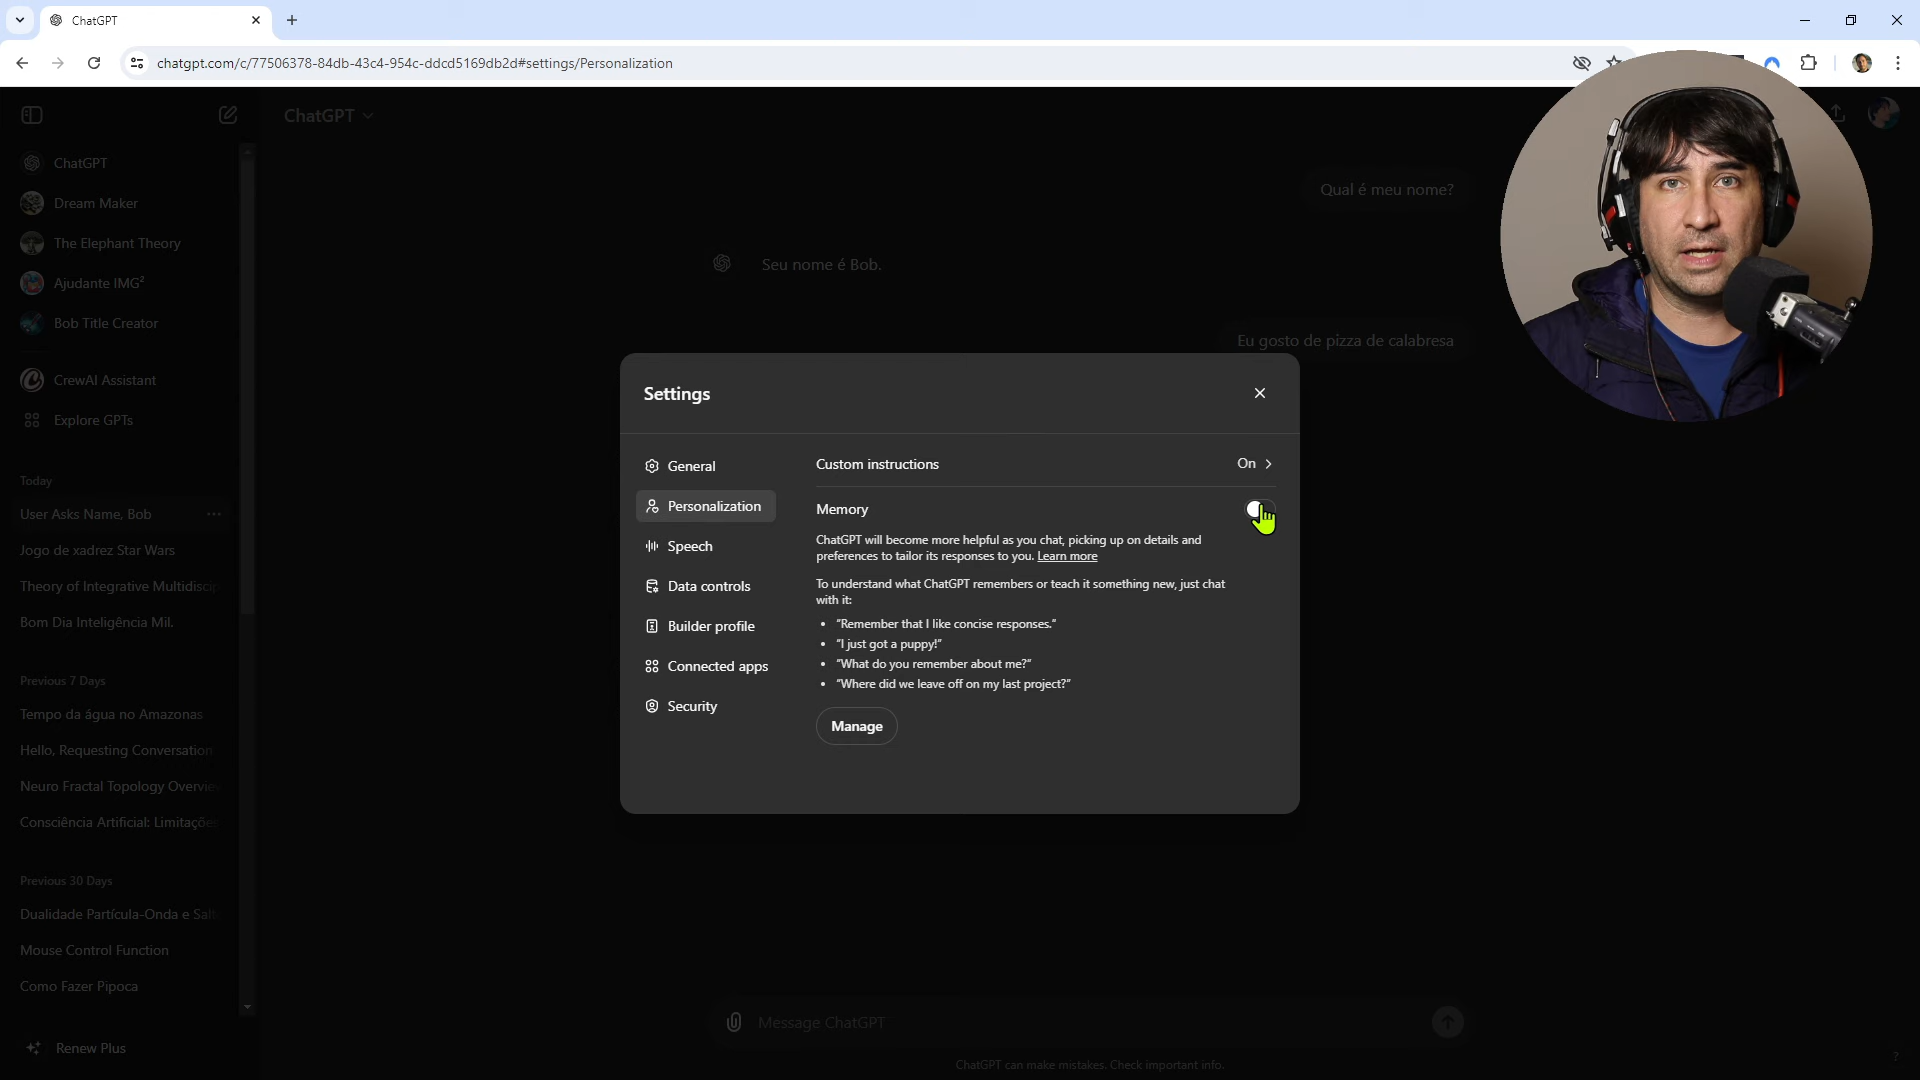 ChatGPT
chatgpt.com/c/77506378-84db-43c4-954c-ddcd5169db2d#settings/Personalization
ChatGPT
ChatGPT
Dream Maker
The Elephant Theory
Ajudante IMG²
Bob Title Creator
CrewAI Assistant
Explore GPTs
Today
User Asks Name, Bob
Jogo de xadrez Star Wars
Theory of Integrative Multidisci
Bom Dia Inteligência Mil.
Previous 7 Days
Tempo da água no Amazonas
Hello, Requesting Conversation
Neuro Fractal Topology Overvie
Consciência Artificial: Limitaçõe
Previous 30 Days
Dualidade Partícula-Onda e Salt
Mouse Control Function
Como Fazer Pipoca
Renew Plus
Qual é meu nome?
Seu nome é Bob.
Eu gosto de pizza de calabresa
Settings
General
Personalization
Speech
Data controls
Builder profile
Connected apps
Security
Custom instructions
On
Memory
ChatGPT will become more helpful as you chat, picking up on details and
preferences to tailor its responses to you. Learn more
To understand what ChatGPT remembers or teach it something new, just chat
with it:
• “Remember that I like concise responses.”
• “I just got a puppy!”
• “What do you remember about me?”
• “Where did we leave off on my last project?”
Manage
Message ChatGPT
ChatGPT can make mistakes. Check important info.
?